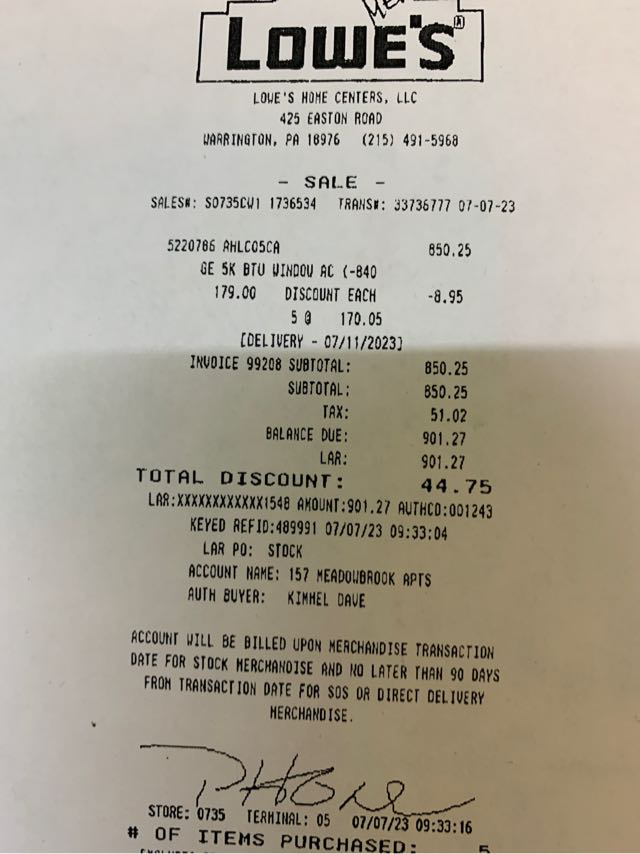 LOWE'S®
LOWE'S HOME CENTERS, LLC
425 EASTON ROAD
WARRINGTON, PA 18976 (215) 491-5968
- SALE -
SALES#: S0735CW1 1736534 TRANS#: 33736777 07-07-23
5220786 AHLC05CA 850.25
GE 5K BTU WINDOW AC (-840
179.00 DISCOUNT EACH -8.95
5 @ 170.05
[DELIVERY - 07/11/2023]
INVOICE 99208 SUBTOTAL: 850.25
SUBTOTAL: 850.25
TAX: 51.02
BALANCE DUE: 901.27
LAR: 901.27
TOTAL DISCOUNT: 44.75
LAR:XXXXXXXXXXXX1548 AMOUNT:901.27 AUTHCD:001243
KEYED REFID:489991 07/07/23 09:33:04
LAR PO: STOCK
ACCOUNT NAME: 157 MEADOWBROOK APTS
AUTH BUYER: KIMMEL DAVE
ACCOUNT WILL BE BILLED UPON MERCHANDISE TRANSACTION
DATE FOR STOCK MERCHANDISE AND NO LATER THAN 90 DAYS
FROM TRANSACTION DATE FOR SOS OR DIRECT DELIVERY
MERCHANDISE.
STORE: 0735 TERMINAL: 05 07/07/23 09:33:16
# OF ITEMS PURCHASED: 5